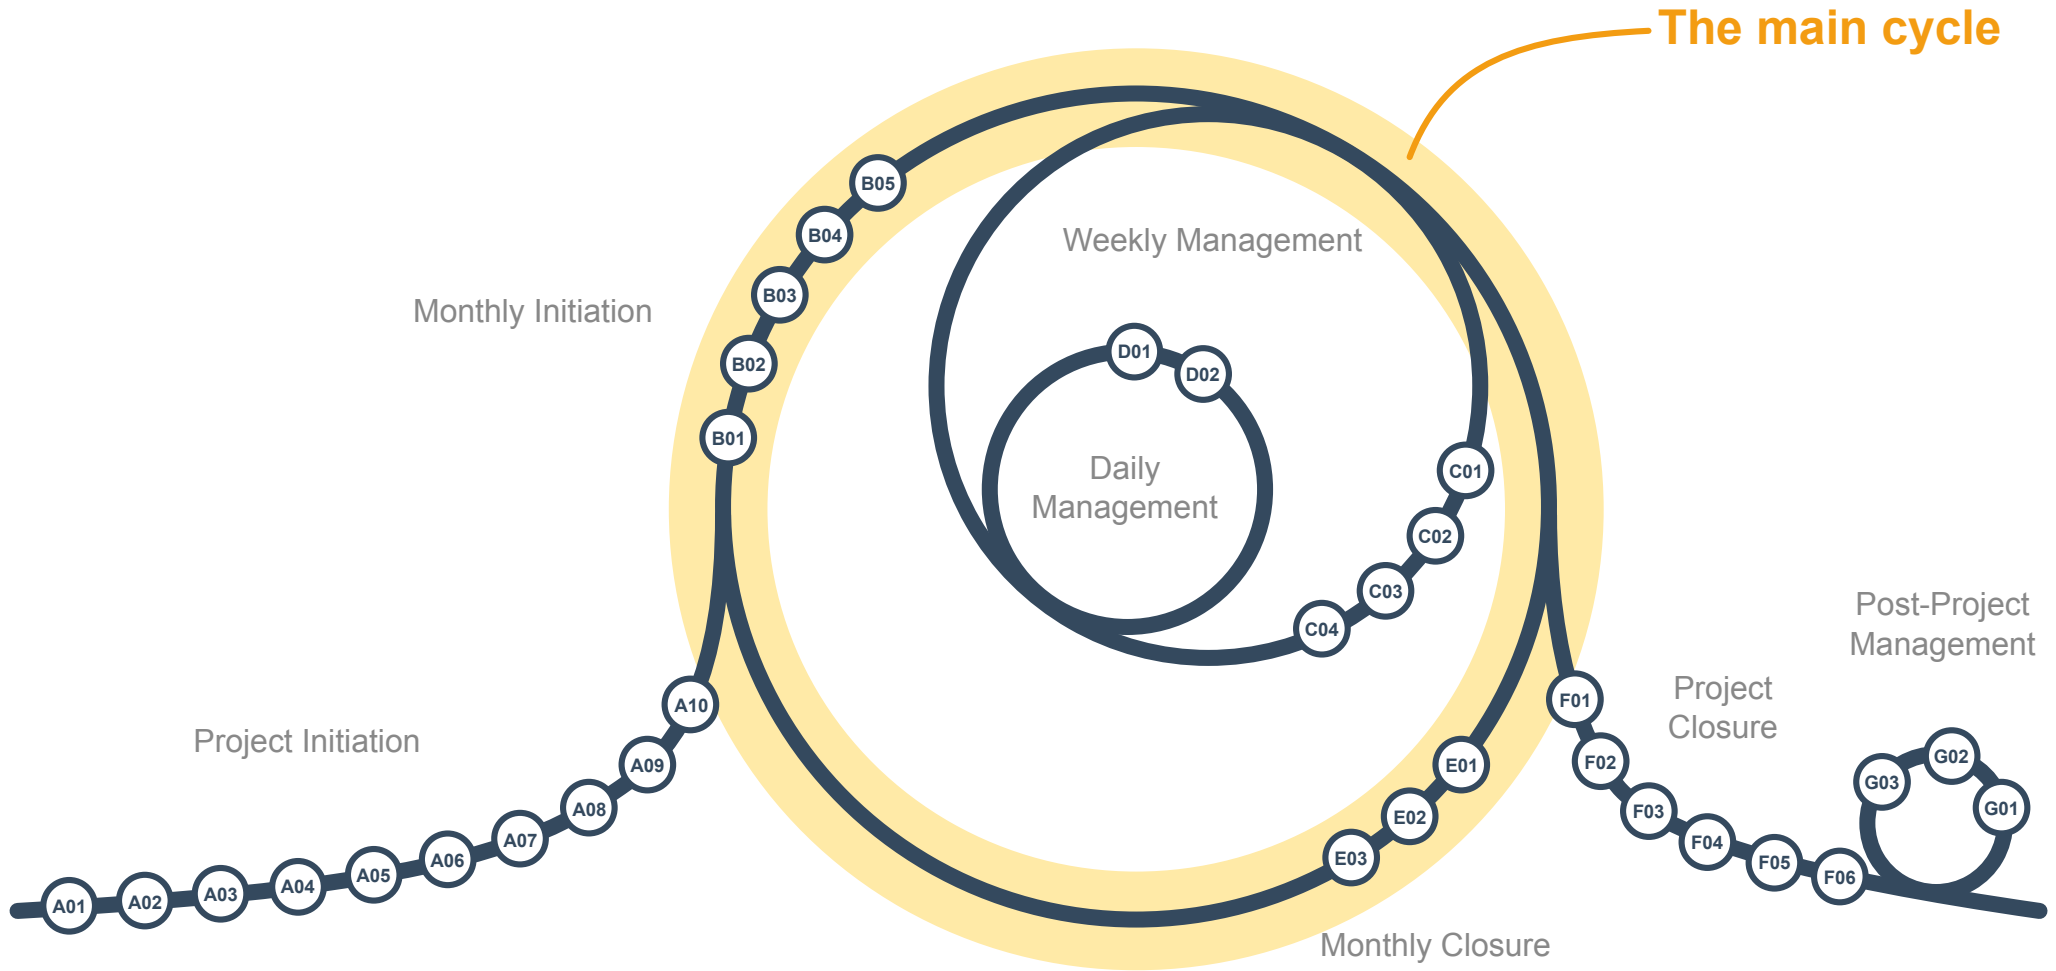 The main cycle
B05
B04
Weekly Management
B03
Monthly Initiation
D01
B02
D02
B01
Daily
Management
C01
C02
C03
C04
Post-Project
Management
A10
F01
Project
Closure
Project Initiation
A09
E01
F02
G03
G02
G01
A08
E02
F03
A07
F04
A06
E03
F05
A05
F06
A04
A03
A02
A01
Monthly Closure